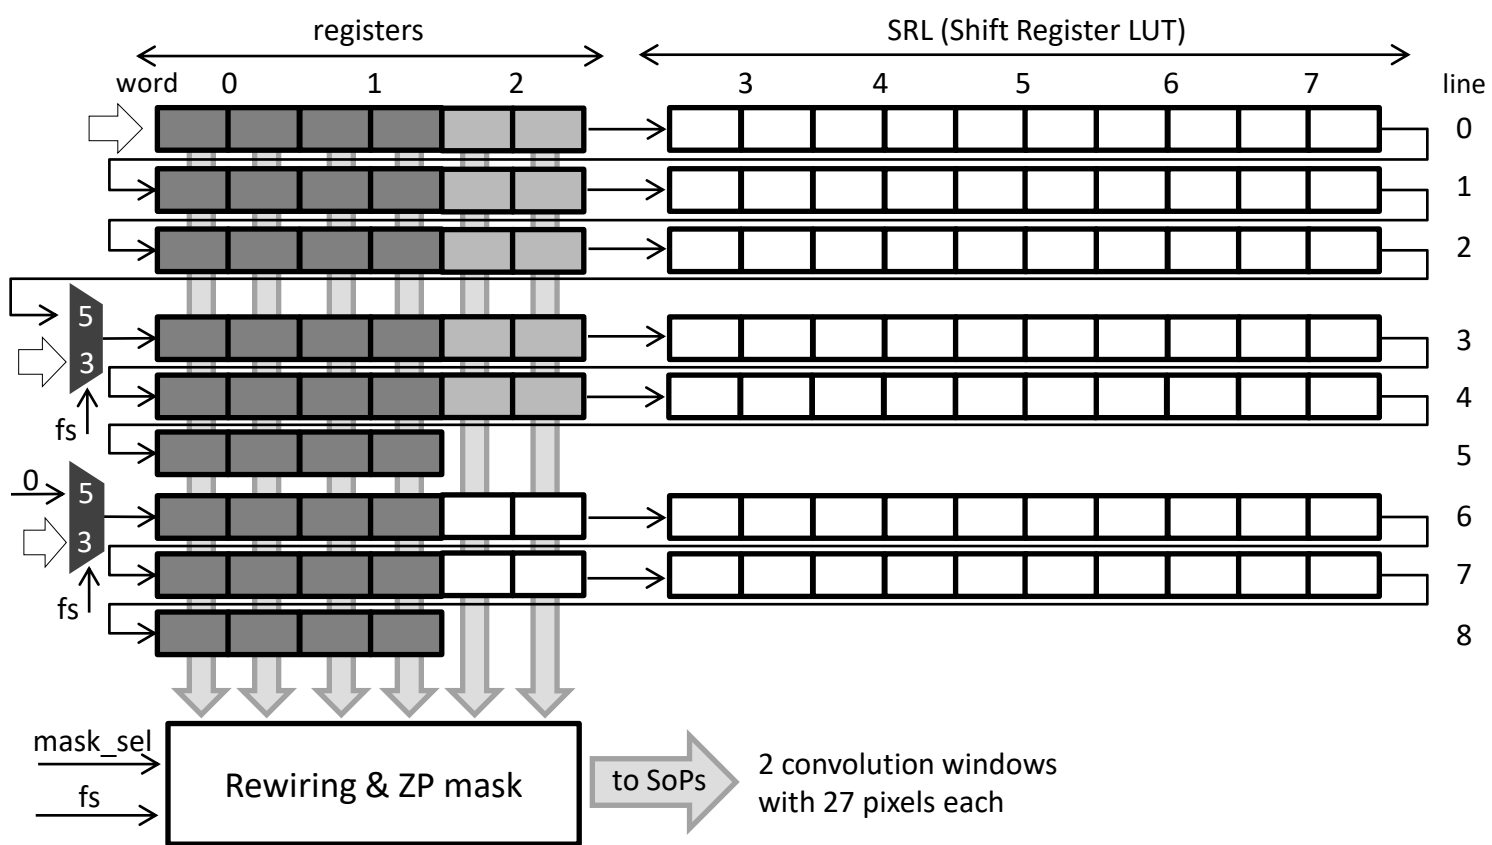 registers
SRL (Shift Register LUT)
word 0 1 2 3 4 5 6 7 line
0
1
2
5
3
3
fs
4
5
0
5
3
6
fs
7
8
mask_sel
fs
Rewiring & ZP mask
to SoPs
2 convolution windows
with 27 pixels each